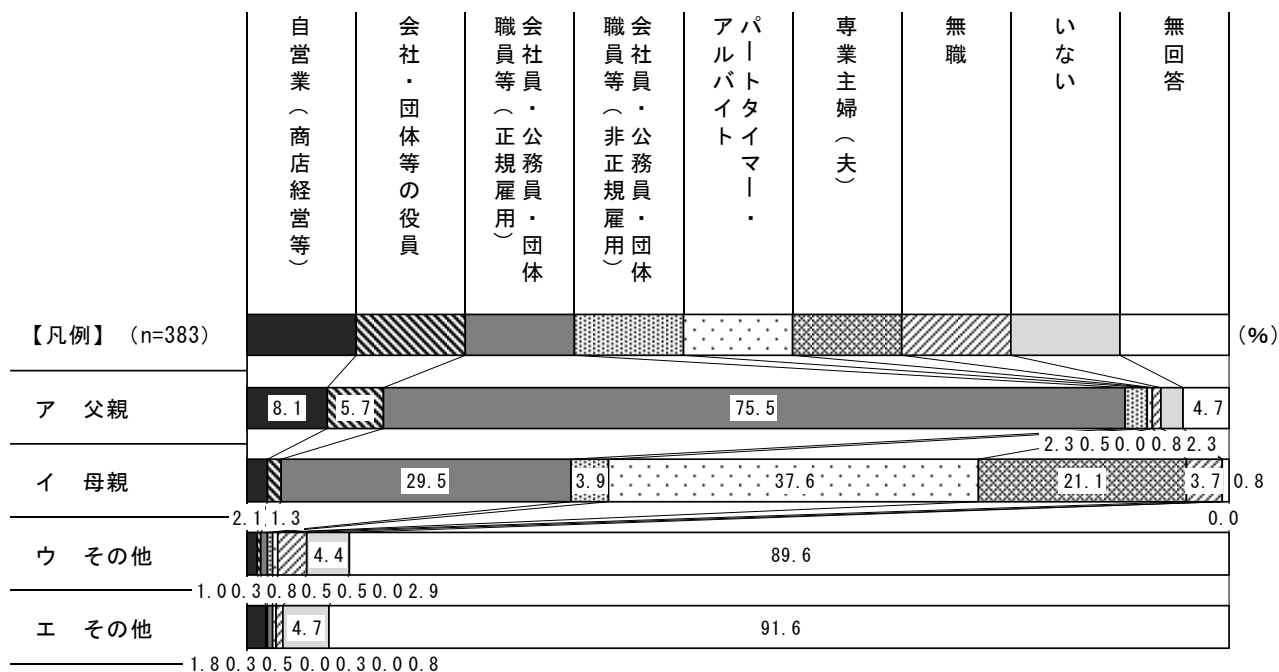 自営業（商店経営等）
会社・団体等の役員
会社員・公務員・団体
職員等（正規雇用）
会社員・公務員・団体
職員等（非正規雇用）
パートタイマー・
アルバイト
専業主婦（夫）
無職
いない
無回答
【凡例】（n=383）
(%)
ア 父親
8.1 5.7 75.5 4.7
2.3 0.5 0.0 0.8 2.3
イ 母親
29.5 3.9 37.6 21.1 3.7 0.8
2.1 1.3 0.0
ウ その他
4.4 89.6
1.0 0.3 0.8 0.5 0.5 0.0 2.9
エ その他
4.7 91.6
1.8 0.3 0.5 0.0 0.3 0.0 0.8